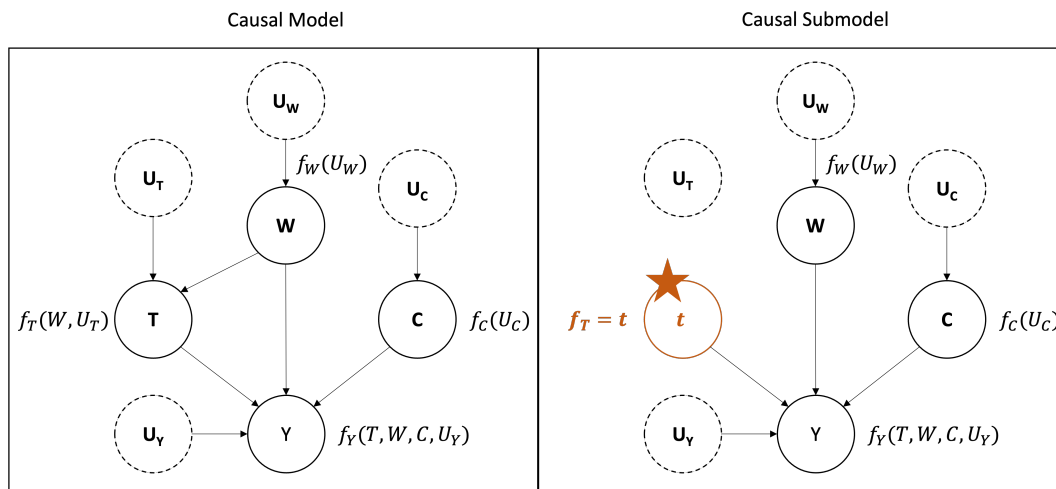 Causal Model
U_W
f_W(U_W)
U_T
U_C
W
T
f_T(W, U_T)
C
f_C(U_C)
U_Y
Y
f_Y(T, W, C, U_Y)
Causal Submodel
U_W
f_W(U_W)
U_T
U_C
W
f_T = t
t
C
f_C(U_C)
U_Y
Y
f_Y(T, W, C, U_Y)